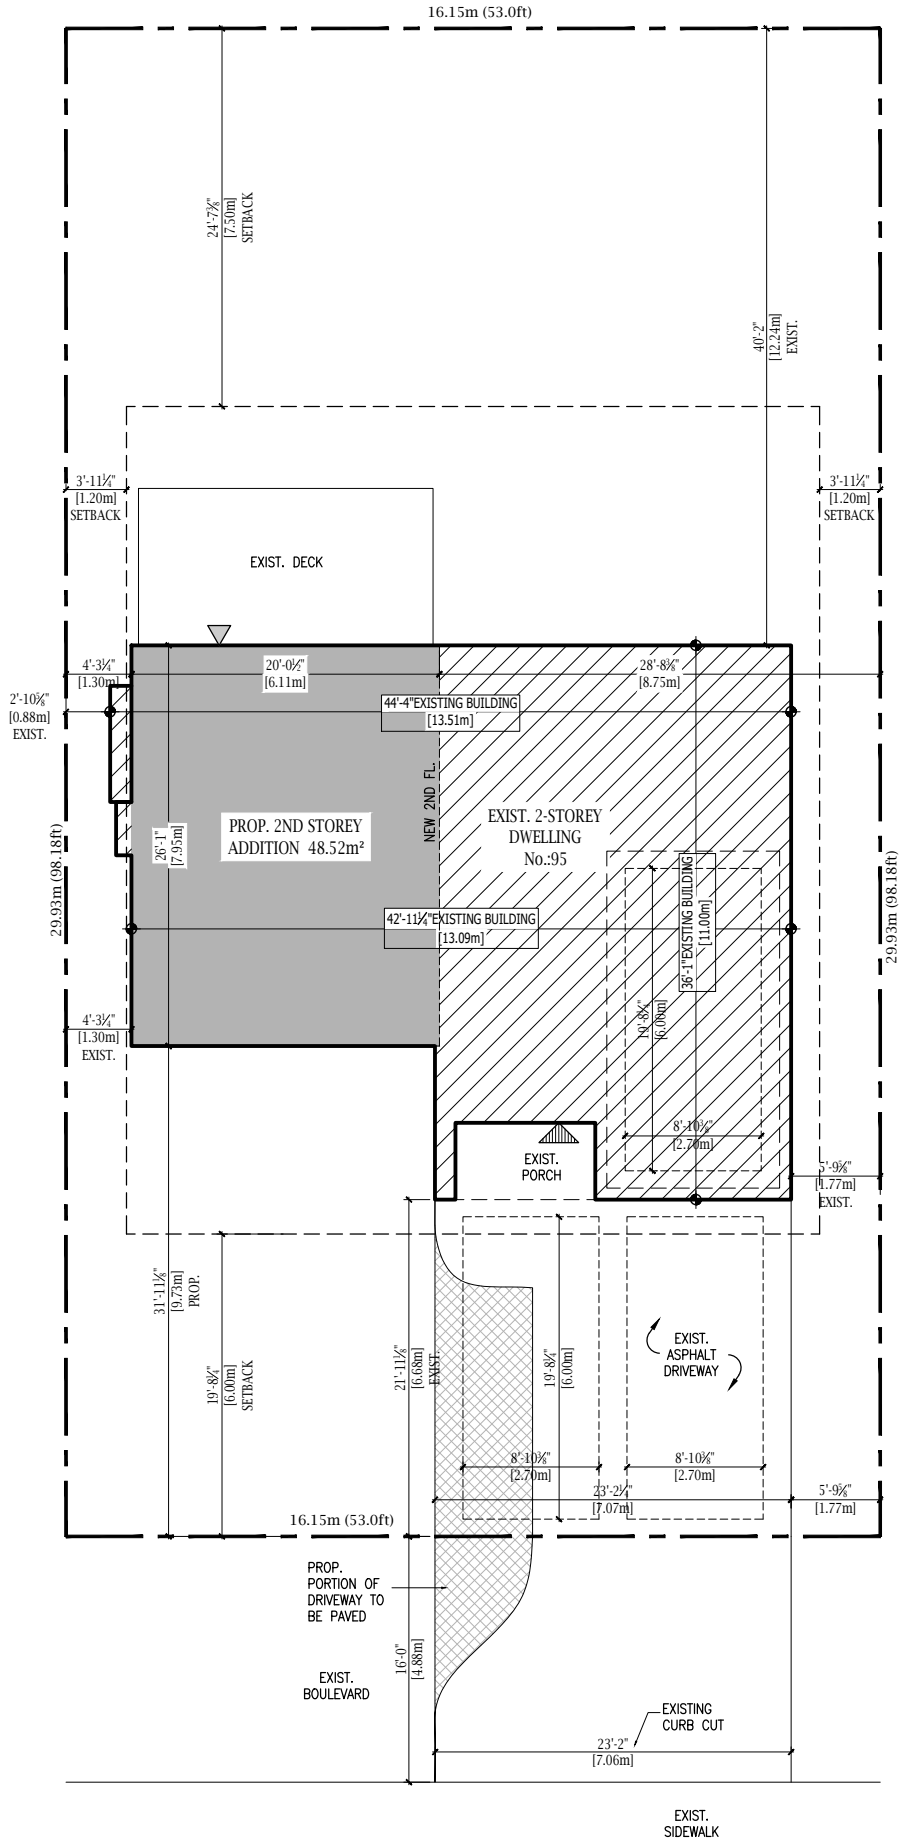 16.15m (53.0ft)
24'-7⅜"
[7.50m]
SETBACK
40'-2"
[12.24m]
EXIST.
3'-11¼"
[1.20m]
SETBACK
3'-11¼"
[1.20m]
SETBACK
EXIST. DECK
4'-3¼"
[1.30m]
20'-0½"
[6.11m]
28'-8⅜"
[8.75m]
2'-10⅝"
[0.88m]
EXIST.
44'-4"EXISTING BUILDING
[13.51m]
NEW 2ND FL.
PROP. 2ND STOREY
ADDITION 48.52m²
EXIST. 2-STOREY
DWELLING
No.:95
26'-1"
[7.95m]
29.93m (98.18ft)
29.93m (98.18ft)
36'-1"EXISTING BUILDING
[11.00m]
42'-11¼"EXISTING BUILDING
[13.09m]
19'-8¼"
[6.00m]
4'-3¼"
[1.30m]
EXIST.
8'-10⅜"
[2.70m]
EXIST.
PORCH
5'-9⅝"
[1.77m]
EXIST.
31'-11⅛"
[9.73m]
PROP.
19'-8¼"
[6.00m]
SETBACK
21'-11⅛"
[6.68m]
EXIST.
19'-8¼"
[6.00m]
EXIST.
ASPHALT
DRIVEWAY
8'-10⅜"
[2.70m]
8'-10⅜"
[2.70m]
23'-2¼"
[7.07m]
5'-9⅝"
[1.77m]
16.15m (53.0ft)
PROP.
PORTION OF
DRIVEWAY TO
BE PAVED
16'-0"
[4.88m]
EXIST.
BOULEVARD
EXISTING
CURB CUT
23'-2"
[7.06m]
EXIST.
SIDEWALK